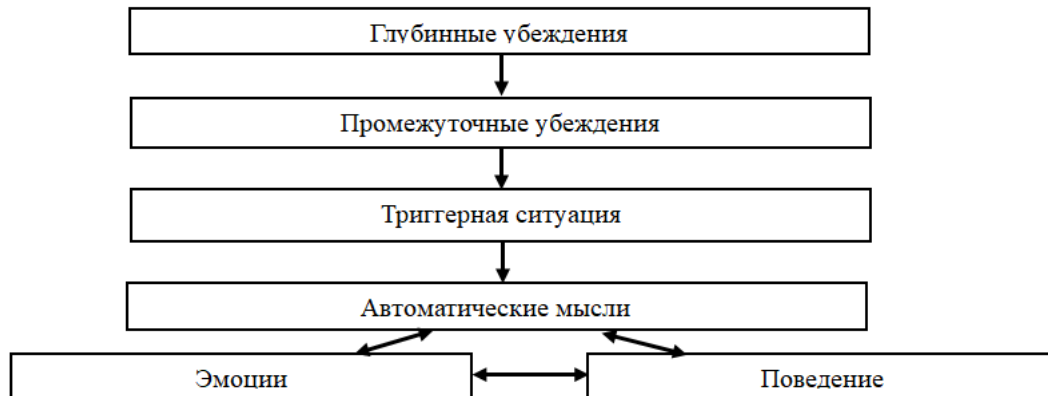 Глубинные убеждения
Промежуточные убеждения
Триггерная ситуация
Автоматические мысли
Эмоции
Поведение